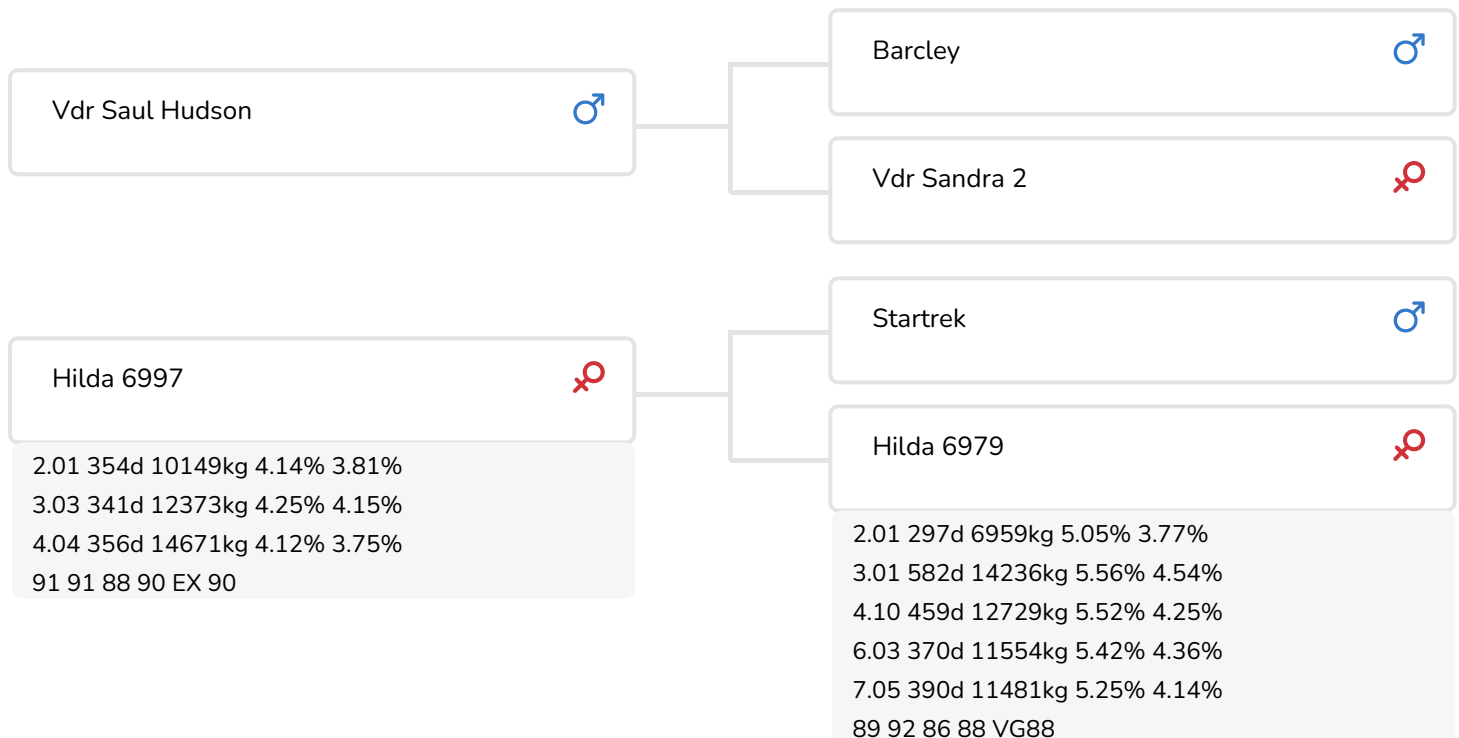 Vdr Saul Hudson
Barcley
Vdr Sandra 2
Hilda 6997
2.01 354d 10149kg 4.14% 3.81%
3.03 341d 12373kg 4.25% 4.15%
4.04 356d 14671kg 4.12% 3.75%
91 91 88 90 EX 90
Startrek
Hilda 6979
2.01 297d 6959kg 5.05% 3.77%
3.01 582d 14236kg 5.56% 4.54%
4.10 459d 12729kg 5.52% 4.25%
6.03 370d 11554kg 5.42% 4.36%
7.05 390d 11481kg 5.25% 4.14%
89 92 86 88 VG88